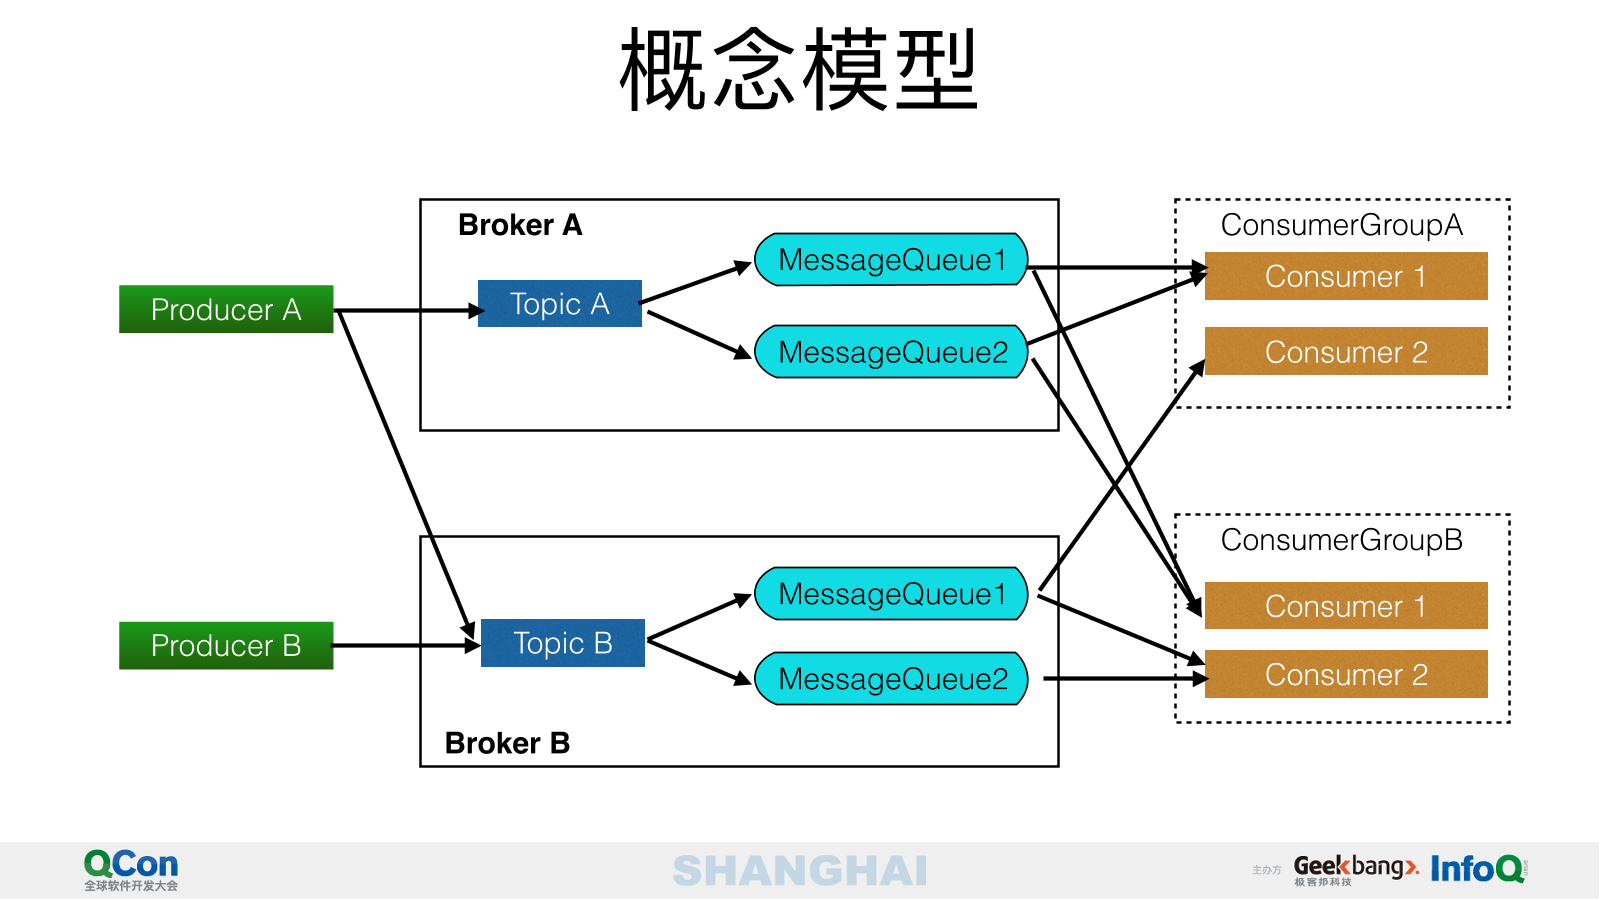 概念模型
Broker A
ConsumerGroupA
MessageQueue1
Consumer 1
Producer A
Topic A
MessageQueue2
Consumer 2
ConsumerGroupB
MessageQueue1
Consumer 1
Producer B
Topic B
MessageQueue2
Consumer 2
Broker B
QCon
全球软件开发大会
SHANGHAI
主办方
Geekbang>.
极客邦科技
InfoQ